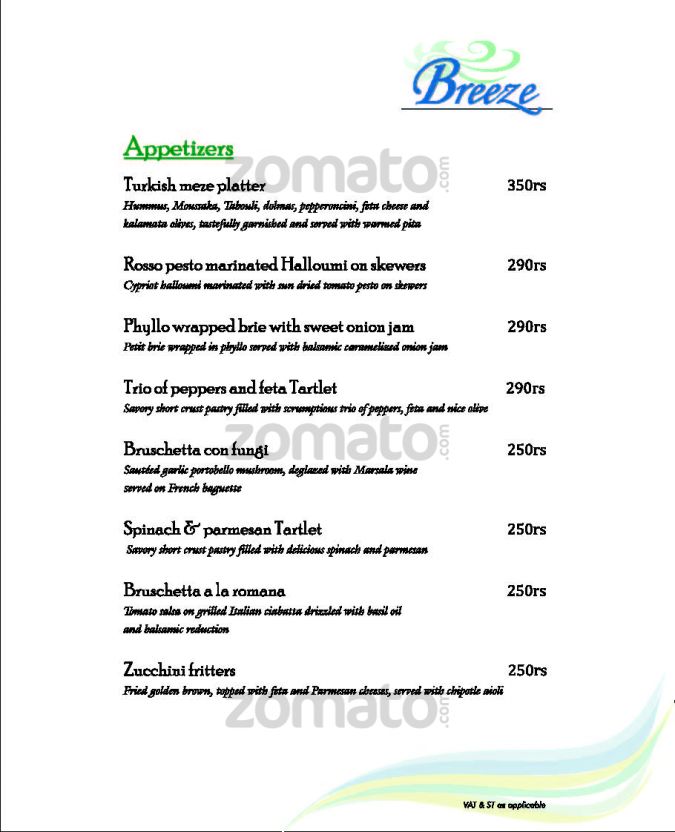 Breeze
Appetizers
zomato.com
Turkish meze platter 350rs
Hummus, Moussaka, Tabouli, dolmas, pepperoncini, feta cheese and
kalamata olives, tastefully garnished and served with warmed pita
Rosso pesto marinated Halloumi on skewers 290rs
Cypriot halloumi marinated with sun dried tomato pesto on skewers
Phyllo wrapped brie with sweet onion jam 290rs
Petit brie wrapped in phyllo served with balsamic caramelized onion jam
Trio of peppers and feta Tartlet 290rs
Savory short crust pastry filled with scrumptious trio of peppers, feta and nice olive
zomato.com
Bruschetta con fungi 250rs
Sautéed garlic portobello mushroom, deglazed with Marsala wine
served on French baguette
Spinach & parmesan Tartlet 250rs
Savory short crust pastry filled with delicious spinach and parmesan
Bruschetta a la romana 250rs
Tomato salsa on grilled Italian ciabatta drizzled with basil oil
and balsamic reduction
Zucchini fritters 250rs
Fried golden brown, topped with feta and Parmesan cheeses, served with chipotle aioli
zomato.com
VAT & ST as applicable